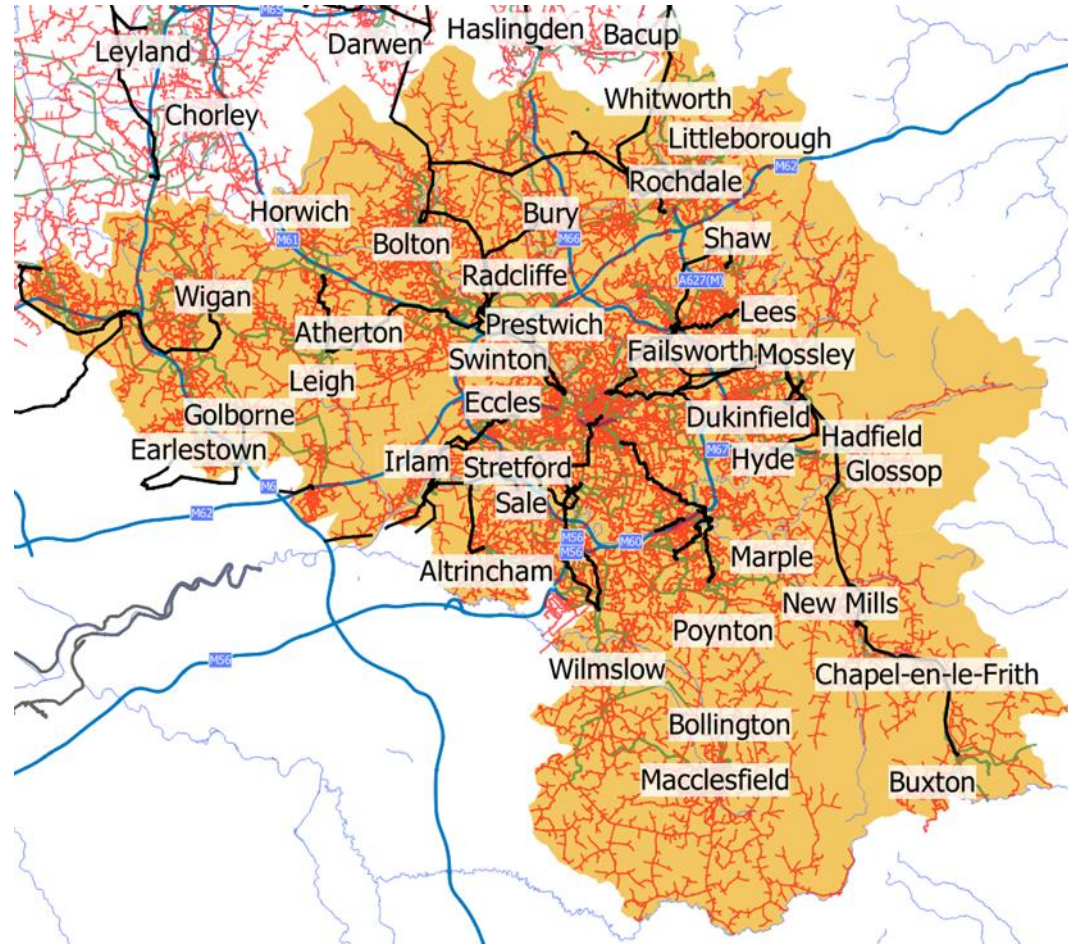 M65
Leyland
Darwen
Haslingden
Bacup
Chorley
Whitworth
Littleborough
M62
Rochdale
Horwich
M61
Bolton
Bury
M66
Shaw
Radcliffe
A627(M)
Wigan
Atherton
Prestwich
Lees
Swinton
Failsworth
Mossley
Leigh
Eccles
Golborne
Dukinfield
Hadfield
Earlestown
Irlam
Stretford
M67
Hyde
Glossop
M6
Sale
M62
M56
M56
M60
Marple
Altrincham
New Mills
Poynton
M56
Wilmslow
Chapel-en-le-Frith
Bollington
Macclesfield
Buxton